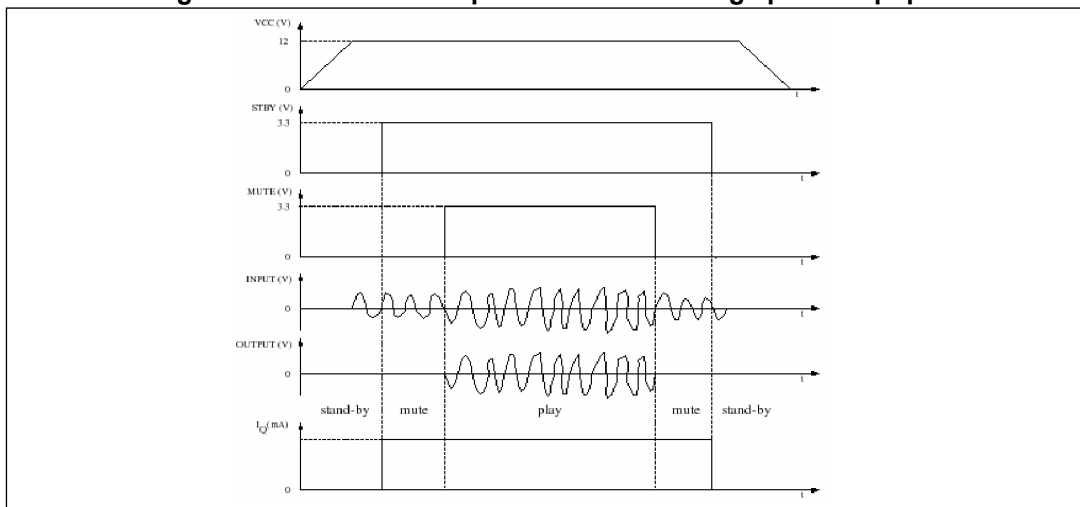 VCC (V)
12
0
t
STBY (V)
3.3
0
t
MUTE (V)
3.3
0
t
INPUT (V)
0
t
OUTPUT (V)
0
t
stand-by mute play mute stand-by
IQ(mA)
0
t